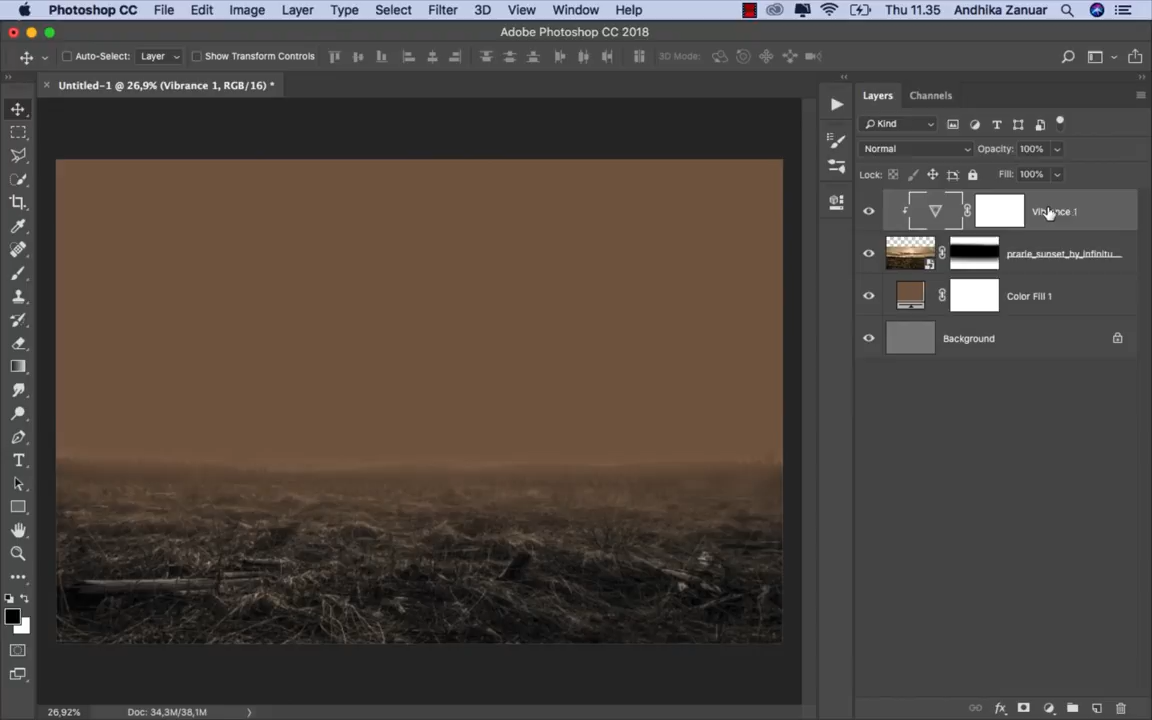 Photoshop CC File Edit Image Layer Type Select Filter 3D View Window Help Thu 11.35 Andhika Zanuar
Adobe Photoshop CC 2018
Auto-Select: Layer Show Transform Controls 3D Mode:
Untitled-1 @ 26,9% (Vibrance 1, RGB/16) *
Layers Channels
Kind
Normal Opacity: 100%
Lock: Fill: 100%
Vibrance 1
prarie_sunset_by_infinitu...
Color Fill 1
Background
26,92% Doc: 34,3M/38,1M